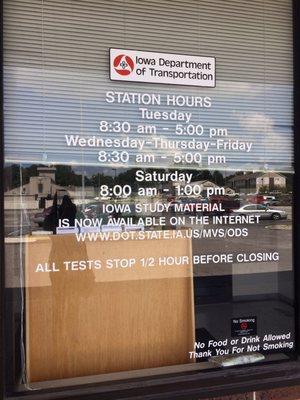 Iowa Department
of Transportation
STATION HOURS
Tuesday
8:30 am - 5:00 pm
Wednesday-Thursday-Friday
8:30 am - 5:00 pm
Saturday
8:00 am - 1:00 pm
IOWA STUDY MATERIAL
IS NOW AVAILABLE ON THE INTERNET
WWW.DOT.STATE.IA.US/MVS/ODS
ALL TESTS STOP 1/2 HOUR BEFORE CLOSING
No Smoking
No Food or Drink Allowed
Thank You For Not Smoking